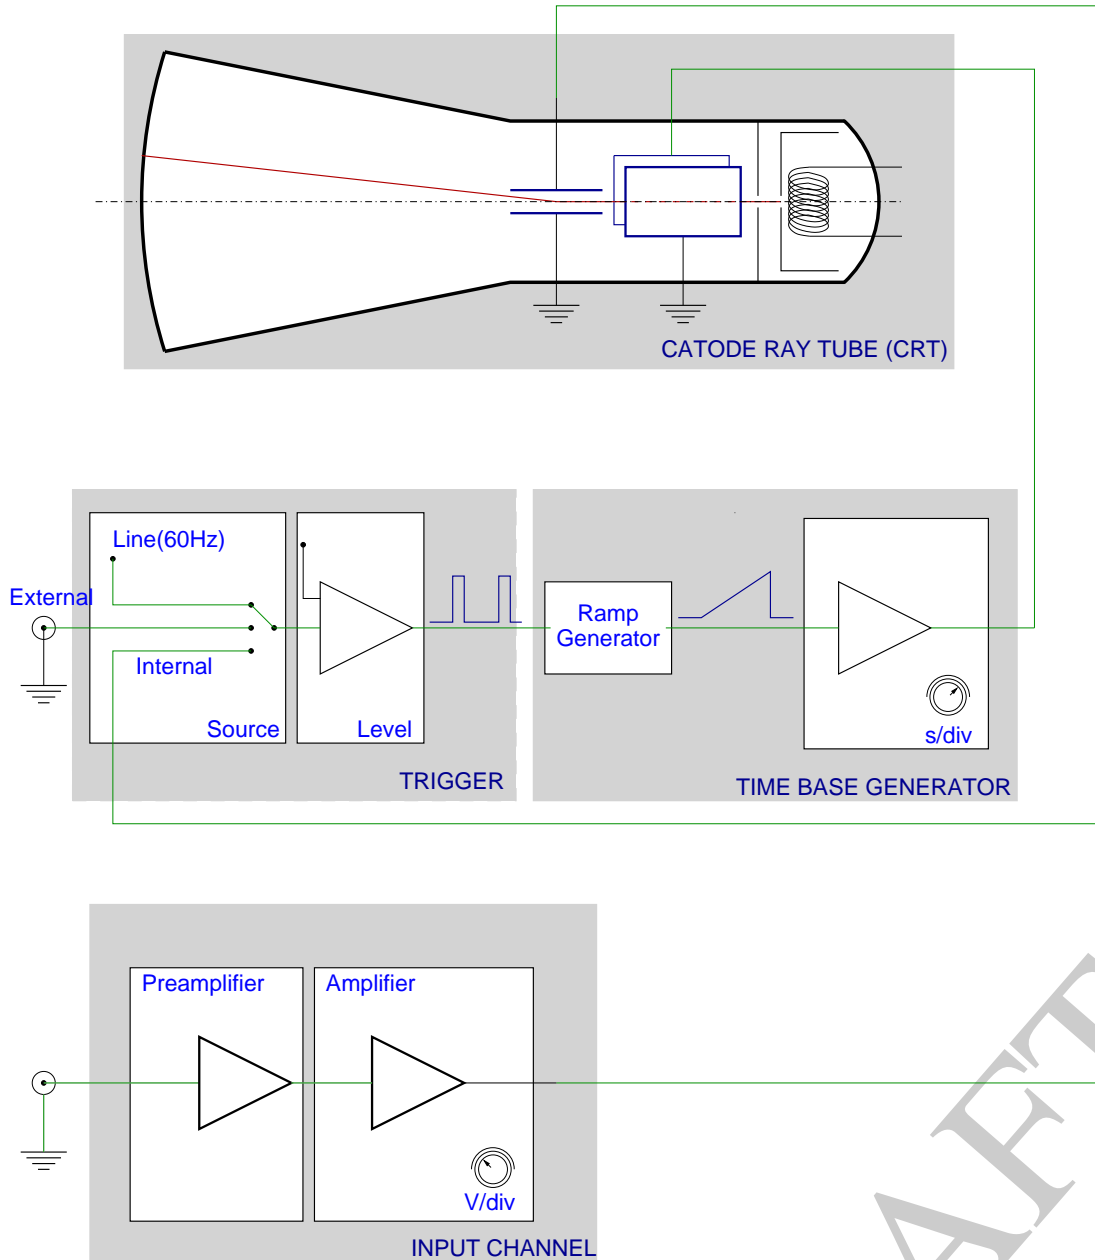 CATODE RAY TUBE (CRT)
Line(60Hz)
External
Internal
Source
Level
TRIGGER
Ramp
Generator
s/div
TIME BASE GENERATOR
Preamplifier
Amplifier
V/div
INPUT CHANNEL
AFT